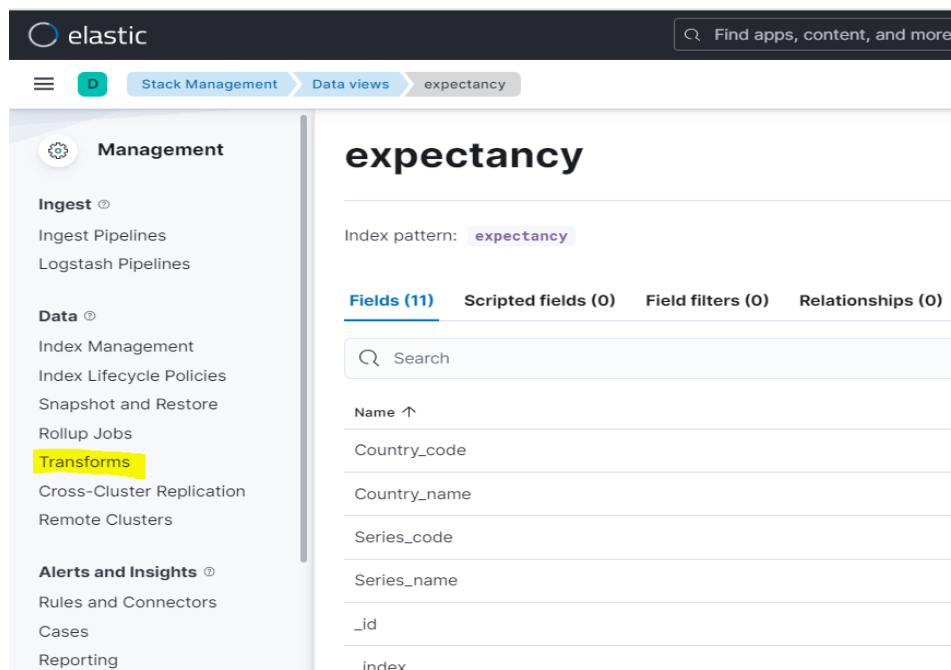 elastic
Find apps, content, and more
D
Stack Management
Data views
expectancy
Management
Ingest
Ingest Pipelines
Logstash Pipelines
Data
Index Management
Index Lifecycle Policies
Snapshot and Restore
Rollup Jobs
Transforms
Cross-Cluster Replication
Remote Clusters
Alerts and Insights
Rules and Connectors
Cases
Reporting
expectancy
Index pattern: expectancy
Fields (11) Scripted fields (0) Field filters (0) Relationships (0)
Search
Name
Country_code
Country_name
Series_code
Series_name
_id
_index